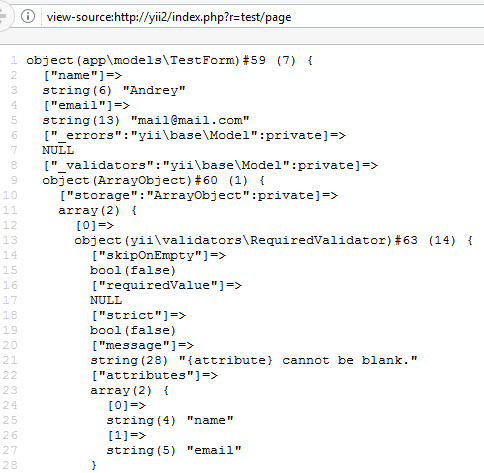 view-source:http://yii2/index.php?r=test/page
1 object(app\models\TestForm)#59 (7) {
2 ["name"]=>
3 string(6) "Andrey"
4 ["email"]=>
5 string(13) "mail@mail.com"
6 ["_errors":"yii\base\Model":private]=>
7 NULL
8 ["_validators":"yii\base\Model":private]=>
9 object(ArrayObject)#60 (1) {
10 ["storage":"ArrayObject":private]=>
11 array(2) {
12 [0]=>
13 object(yii\validators\RequiredValidator)#63 (14) {
14 ["skipOnEmpty"]=>
15 bool(false)
16 ["requiredValue"]=>
17 NULL
18 ["strict"]=>
19 bool(false)
20 ["message"]=>
21 string(28) "{attribute} cannot be blank."
22 ["attributes"]=>
23 array(2) {
24 [0]=>
25 string(4) "name"
26 [1]=>
27 string(5) "email"
28 }